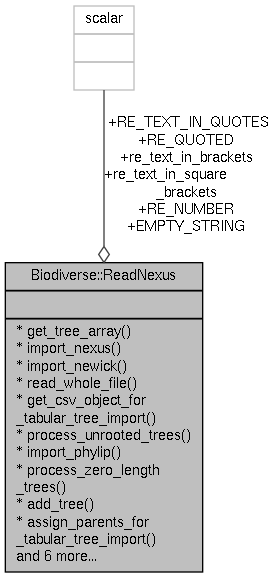 scalar
+RE_TEXT_IN_QUOTES
+RE_QUOTED
+re_text_in_brackets
+re_text_in_square
_brackets
+RE_NUMBER
+EMPTY_STRING
Biodiverse::ReadNexus
* get_tree_array()
* import_nexus()
* import_newick()
* read_whole_file()
* get_csv_object_for
_tabular_tree_import()
* process_unrooted_trees()
* import_phylip()
* process_zero_length
_trees()
* add_tree()
* assign_parents_for
_tabular_tree_import()
and 6 more...